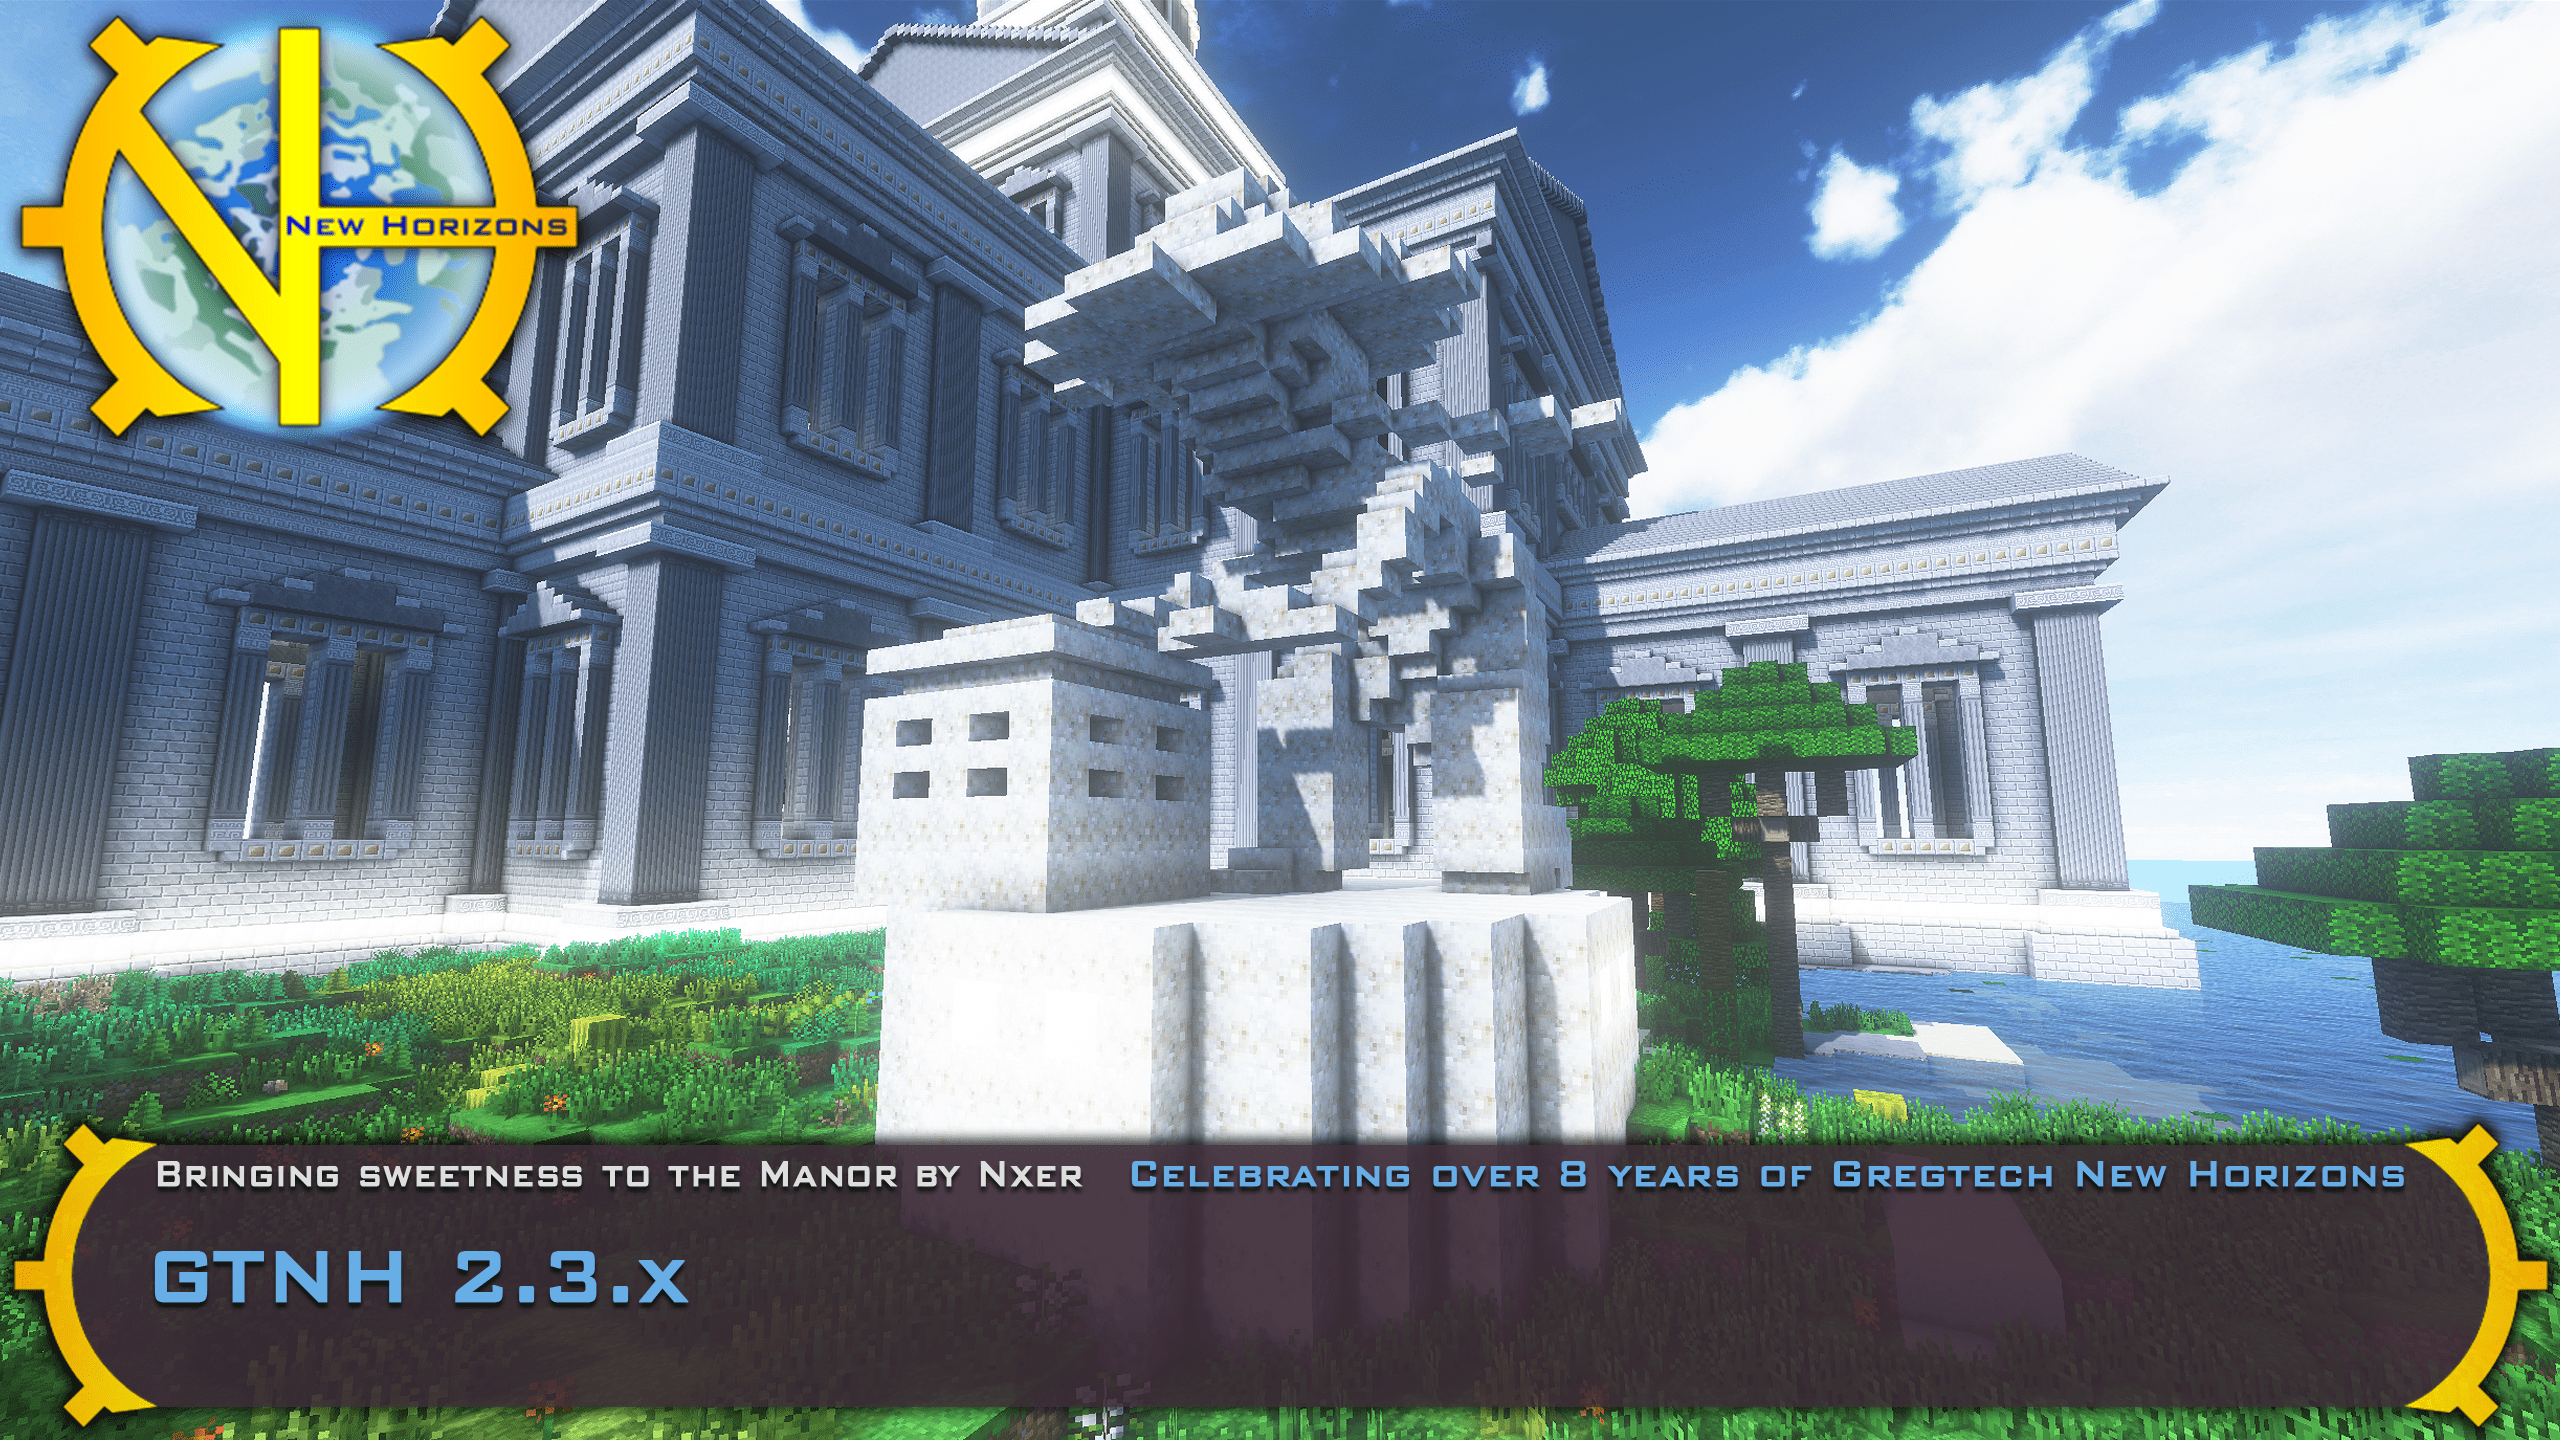 New Horizons
Bringing sweetness to the Manor by Nxer
Celebrating over 8 years of Gregtech New Horizons
GTNH 2.3.x